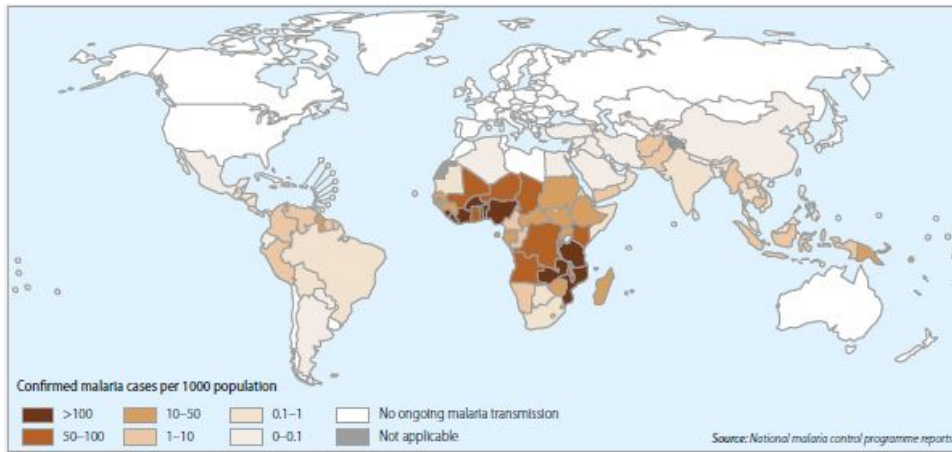 Confirmed malaria cases per 1000 population
>100
10–50
0.1–1
No ongoing malaria transmission
50–100
1–10
0–0.1
Not applicable
Source: National malaria control programme reports